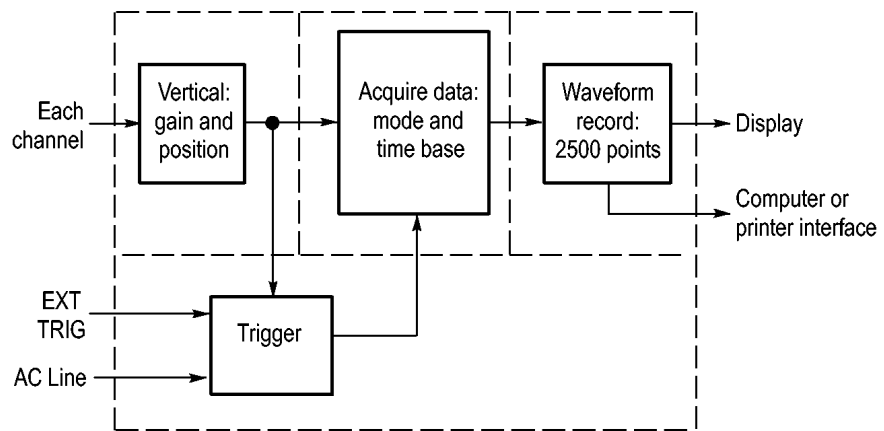 Each
channel
Vertical:
gain and
position
Acquire data:
mode and
time base
Waveform
record:
2500 points
Display
Computer or
printer interface
EXT
TRIG
Trigger
AC Line